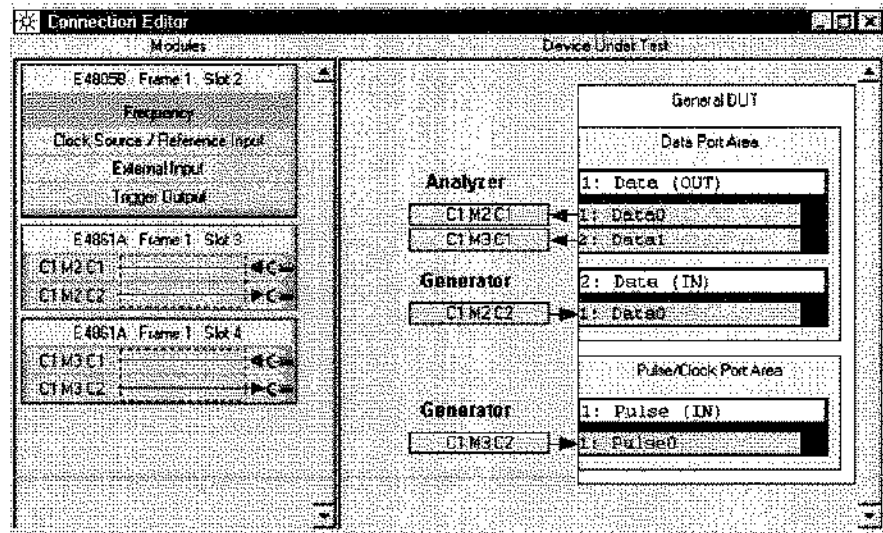 Connection Editor
Modules
Device Under Test
E4805B Frame 1 Slot 2
Frequency
Clock Source / Reference Input
External Input
Trigger Output
E4861A Frame 1 Slot 3
C1 M2 C1
C1 M2 C2
E4861A Frame 1 Slot 4
C1 M3 C1
C1 M3 C2
General DUT
Data Port Area
Analyzer
1: Data (OUT)
C1 M2 C1
1: Data0
C1 M3 C1
2: Data1
Generator
2: Data (IN)
C1 M2 C2
1: Data0
Pulse/Clock Port Area
Generator
1: Pulse (IN)
C1 M3 C2
1: Pulse0